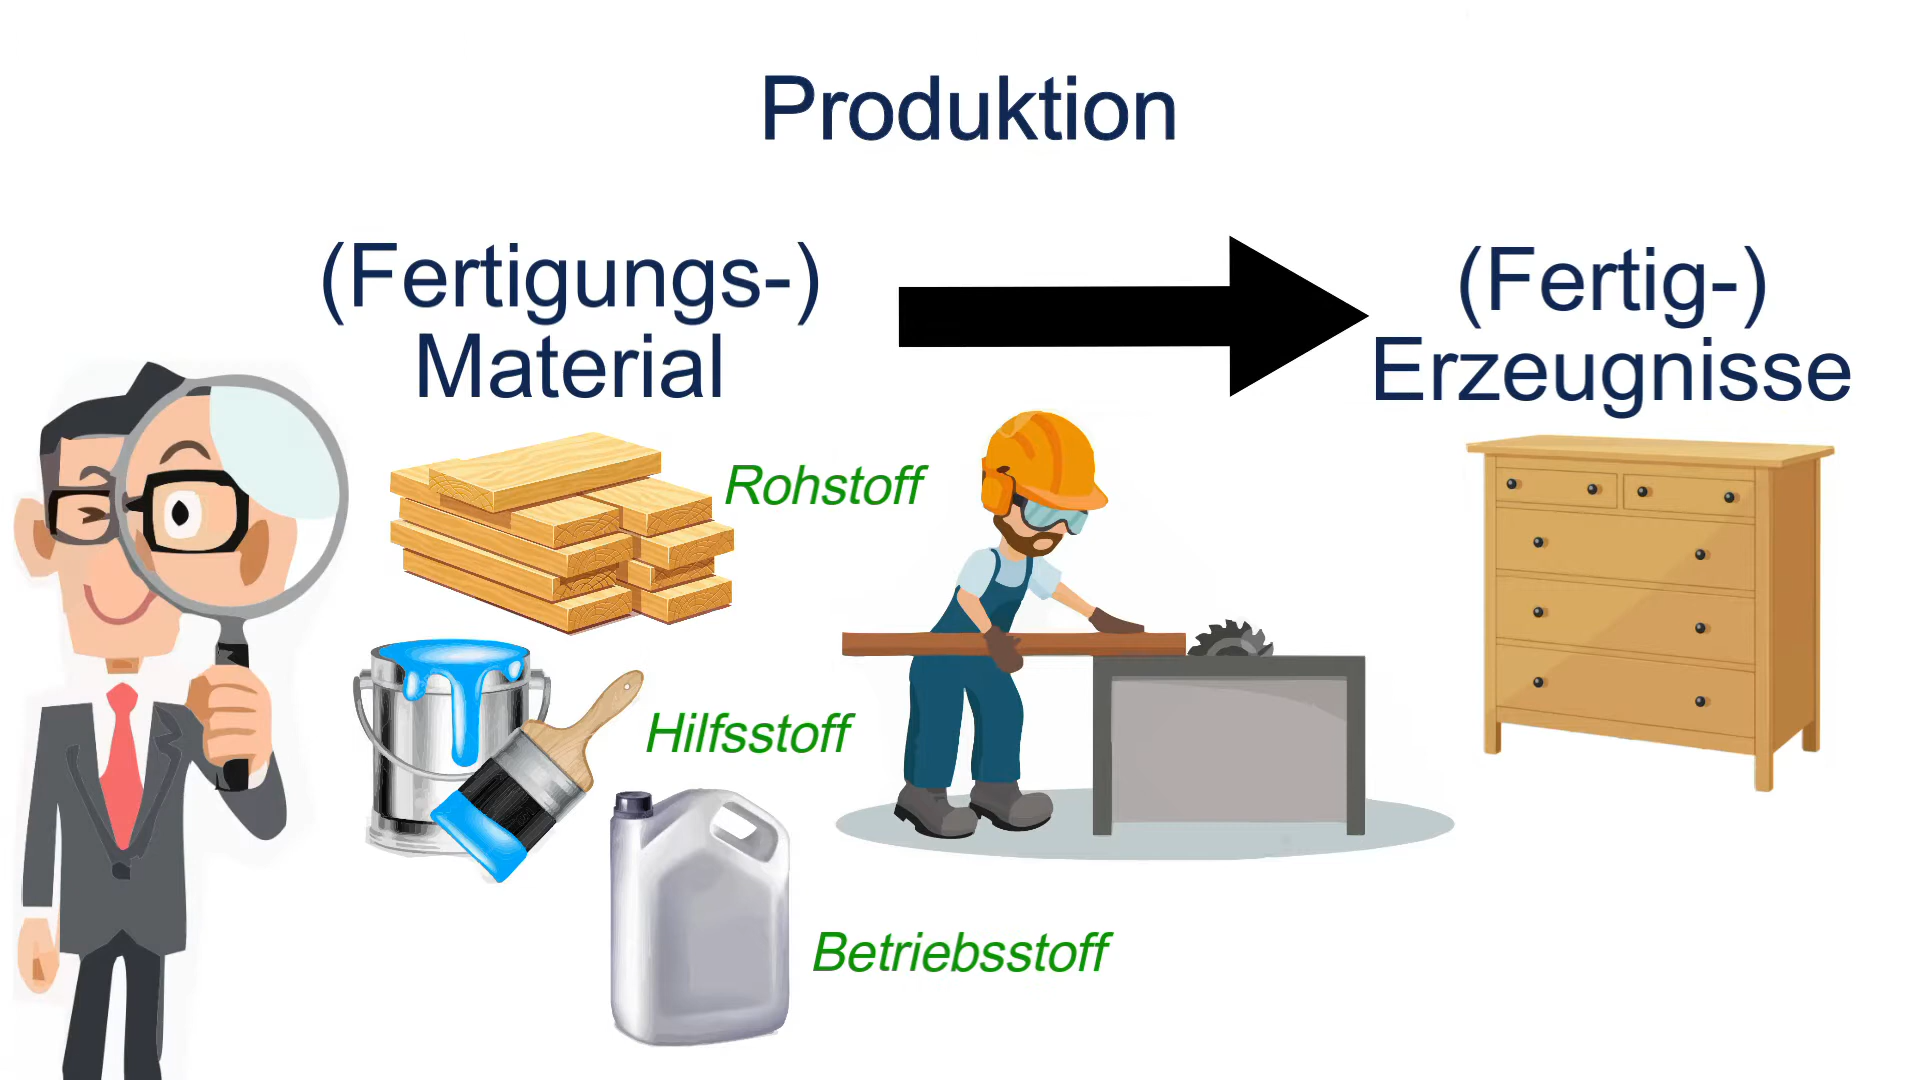 Produktion
(Fertigungs-)
Material
(Fertig-)
Erzeugnisse
Rohstoff
Hilfsstoff
Betriebsstoff